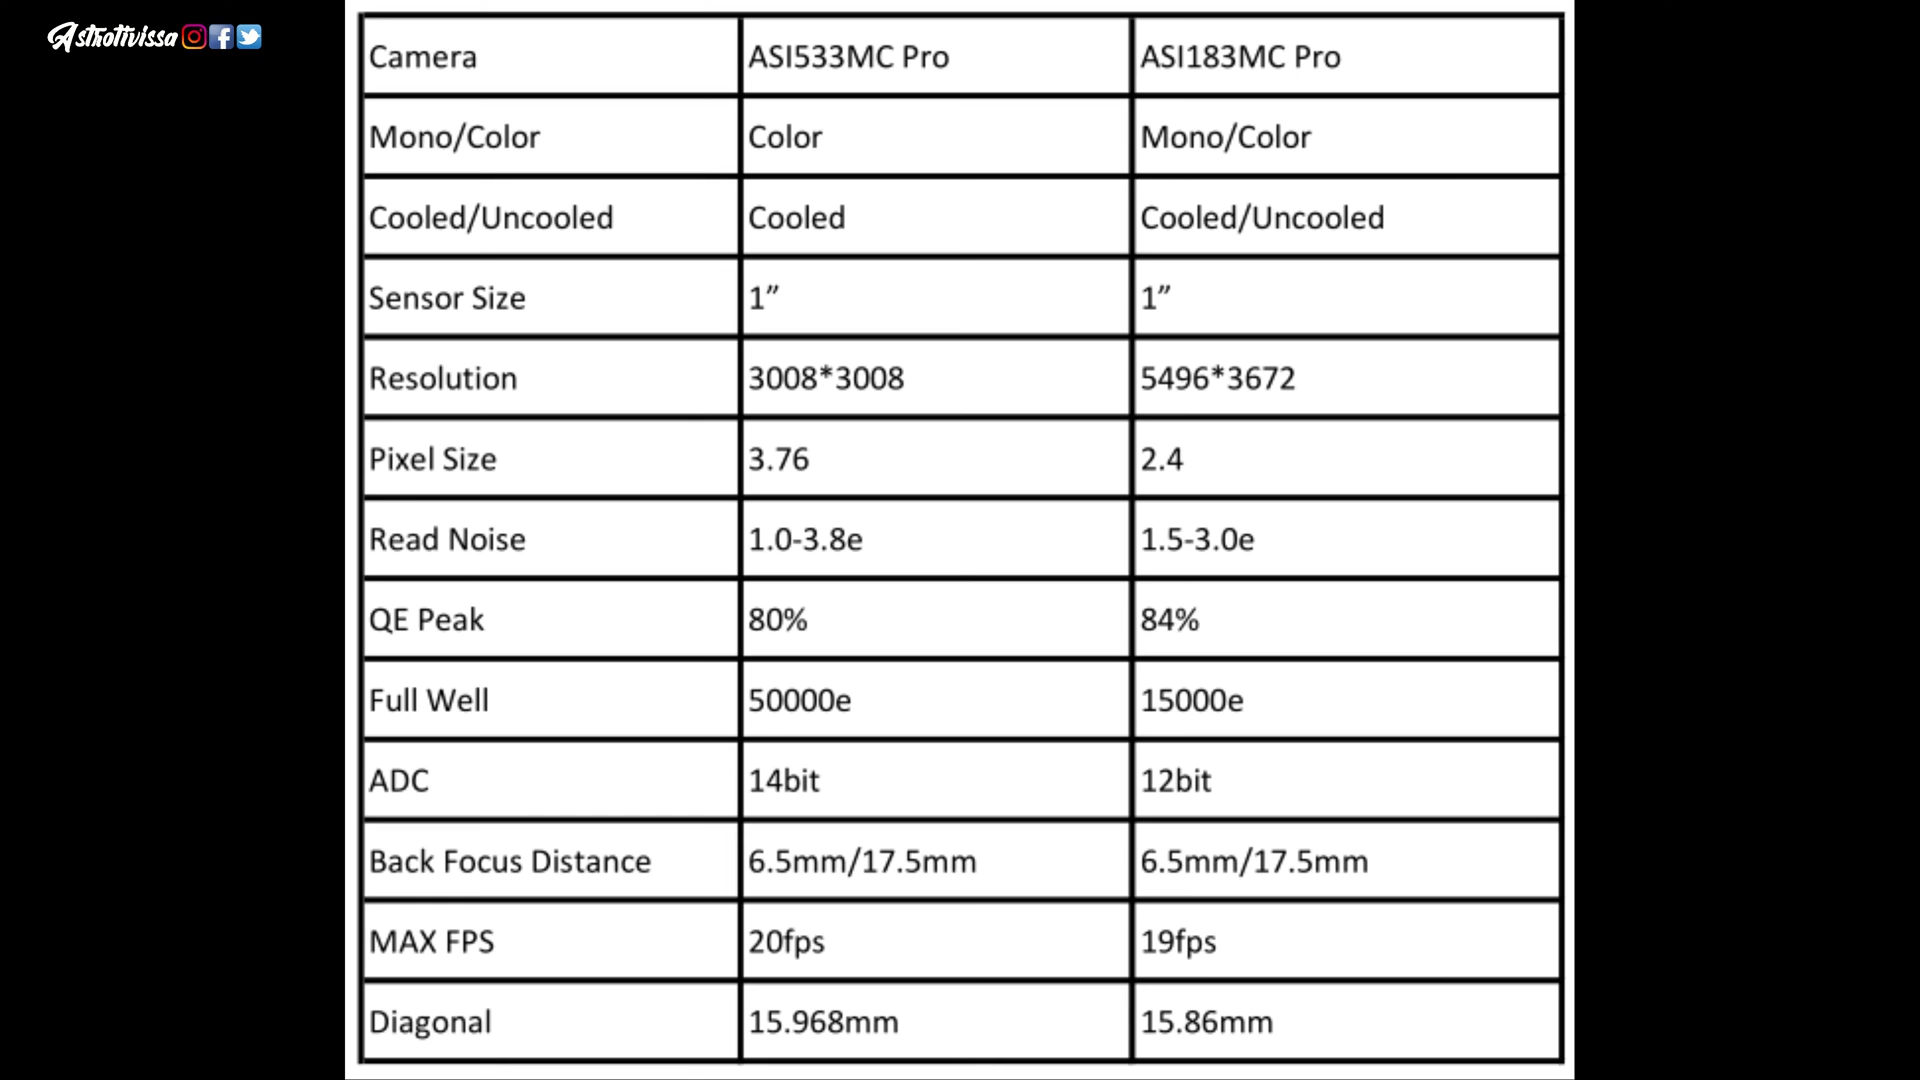 Astrotivissa
Camera ASI533MC Pro ASI183MC Pro
Mono/Color Color Mono/Color
Cooled/Uncooled Cooled Cooled/Uncooled
Sensor Size 1” 1”
Resolution 3008*3008 5496*3672
Pixel Size 3.76 2.4
Read Noise 1.0-3.8e 1.5-3.0e
QE Peak 80% 84%
Full Well 50000e 15000e
ADC 14bit 12bit
Back Focus Distance 6.5mm/17.5mm 6.5mm/17.5mm
MAX FPS 20fps 19fps
Diagonal 15.968mm 15.86mm